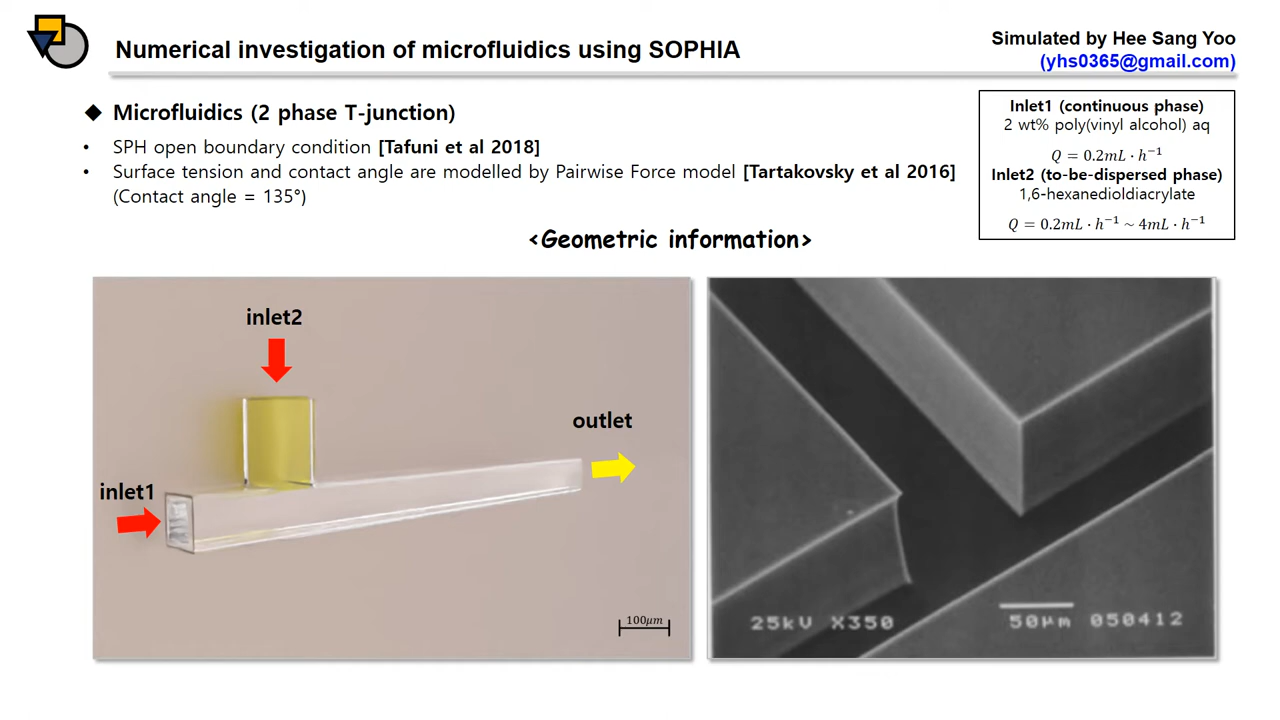 Numerical investigation of microfluidics using SOPHIA
Simulated by Hee Sang Yoo
(yhs0365@gmail.com)
◆ Microfluidics (2 phase T-junction)
• SPH open boundary condition [Tafuni et al 2018]
• Surface tension and contact angle are modelled by Pairwise Force model [Tartakovsky et al 2016]
(Contact angle = 135°)
Inlet1 (continuous phase)
2 wt% poly(vinyl alcohol) aq
Q = 0.2mL · h⁻¹
Inlet2 (to-be-dispersed phase)
1,6-hexanedioldiacrylate
Q = 0.2mL · h⁻¹ ~ 4mL · h⁻¹
<Geometric information>
inlet2
outlet
inlet1
100μm
25kV X350 50μm 050412